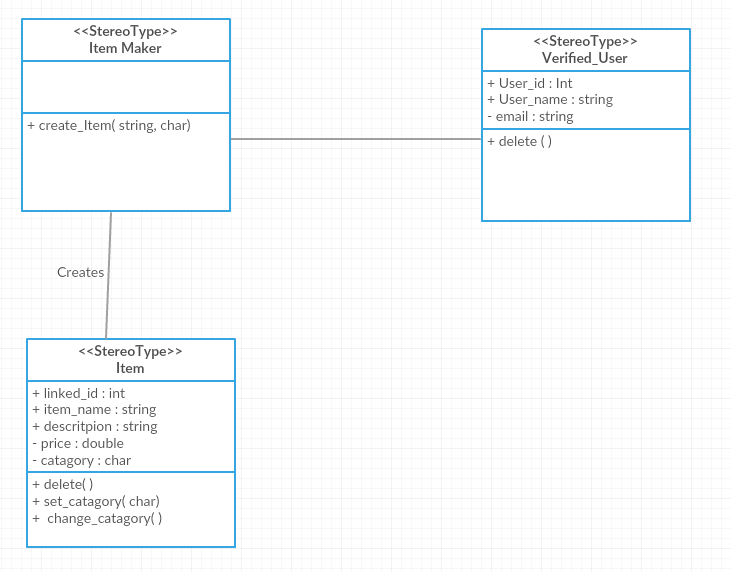 <<StereoType>>
Item Maker
+ create_Item( string, char)
<<StereoType>>
Verified_User
+ User_id : Int
+ User_name : string
- email : string
+ delete ( )
Creates
<<StereoType>>
Item
+ linked_id : int
+ item_name : string
+ descritpion : string
- price : double
- catagory : char
+ delete( )
+ set_catagory( char)
+  change_catagory( )